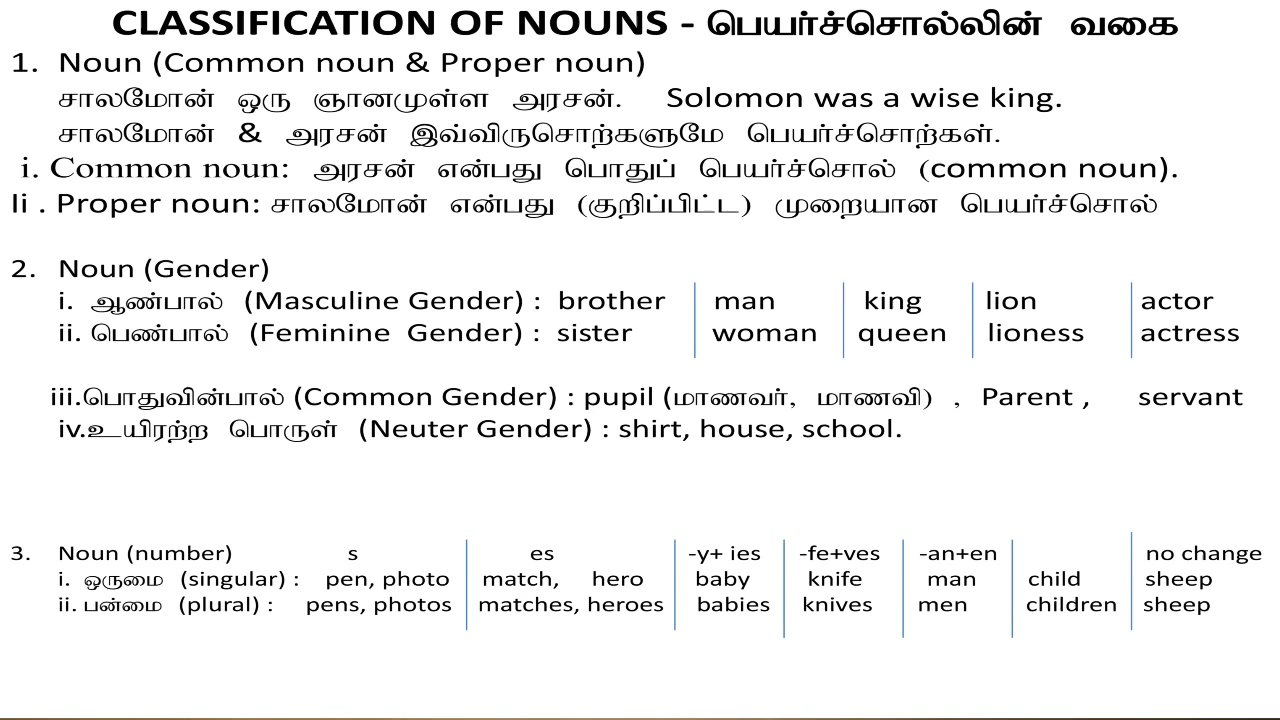 CLASSIFICATION OF NOUNS - பெயர்ச்சொல்லின் வகை
1. Noun (Common noun & Proper noun)
சாலமோன் ஒரு ஞானமுள்ள அரசன். Solomon was a wise king.
சாலமோன் & அரசன் இவ்விருசொற்களுமே பெயர்ச்சொற்கள்.
i. Common noun: அரசன் என்பது பொதுப் பெயர்ச்சொல் (common noun).
Ii . Proper noun: சாலமோன் என்பது (குறிப்பிட்ட) முறையான பெயர்ச்சொல்
2. Noun (Gender)
i. ஆண்பால் (Masculine Gender) : brother man king lion actor
ii. பெண்பால் (Feminine Gender) : sister woman queen lioness actress
iii.பொதுவின்பால் (Common Gender) : pupil (மாணவர், மாணவி) , Parent , servant
iv.உயிரற்ற பொருள் (Neuter Gender) : shirt, house, school.
3. Noun (number) s es -y+ ies -fe+ves -an+en no change
i. ஒருமை (singular) : pen, photo match, hero baby knife man child sheep
ii. பன்மை (plural) : pens, photos matches, heroes babies knives men children sheep